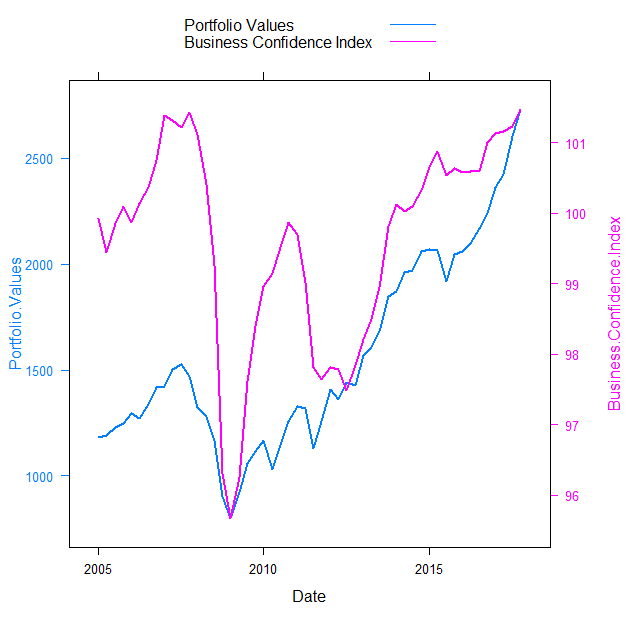 Portfolio Values
Business Confidence Index
2500
2000
1500
1000
Portfolio.Values
101
100
99
98
97
96
Business.Confidence.Index
2005
2010
2015
Date